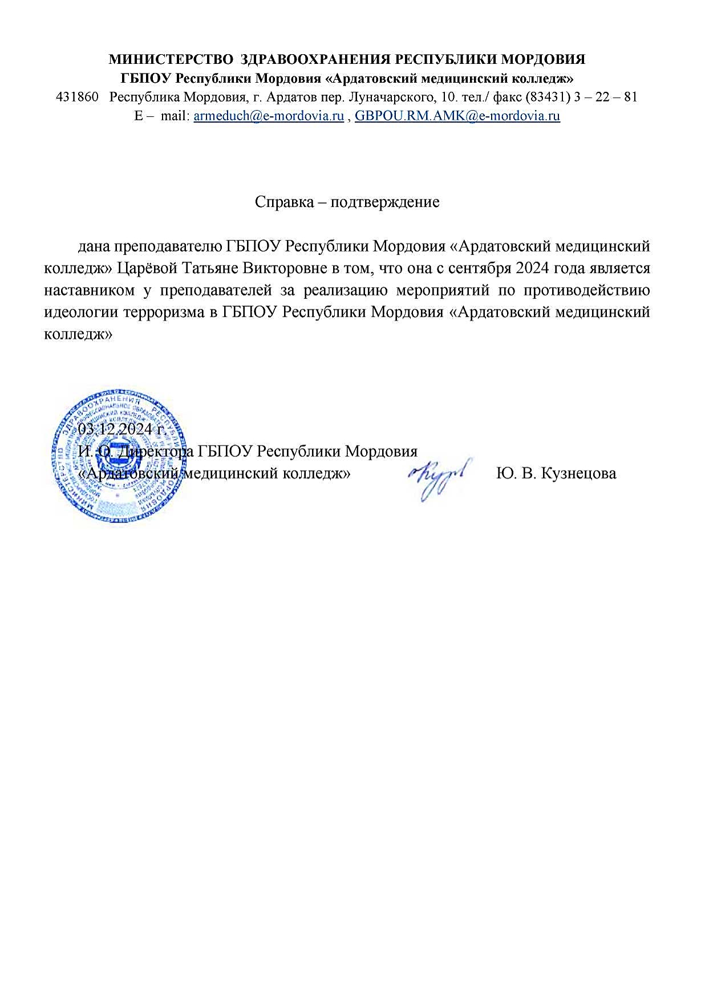 МИНИСТЕРСТВО ЗДРАВООХРАНЕНИЯ РЕСПУБЛИКИ МОРДОВИЯ
ГБПОУ Республики Мордовия «Ардатовский медицинский колледж»
431860 Республика Мордовия, г. Ардатов пер. Луначарского, 10. тел./ факс (83431) 3 – 22 – 81
Е – mail: armeduch@e-mordovia.ru , GBPOU.RM.AMK@e-mordovia.ru
Справка – подтверждение
дана преподавателю ГБПОУ Республики Мордовия «Ардатовский медицинский
колледж» Царёвой Татьяне Викторовне в том, что она с сентября 2024 года является
наставником у преподавателей за реализацию мероприятий по противодействию
идеологии терроризма в ГБПОУ Республики Мордовия «Ардатовский медицинский
колледж»
03.12.2024 г.
И. О. Директора ГБПОУ Республики Мордовия
«Ардатовский медицинский колледж» Ю. В. Кузнецова
МИНИСТЕРСТВО ЗДРАВООХРАНЕНИЯ РЕСПУБЛИКИ МОРДОВИЯ